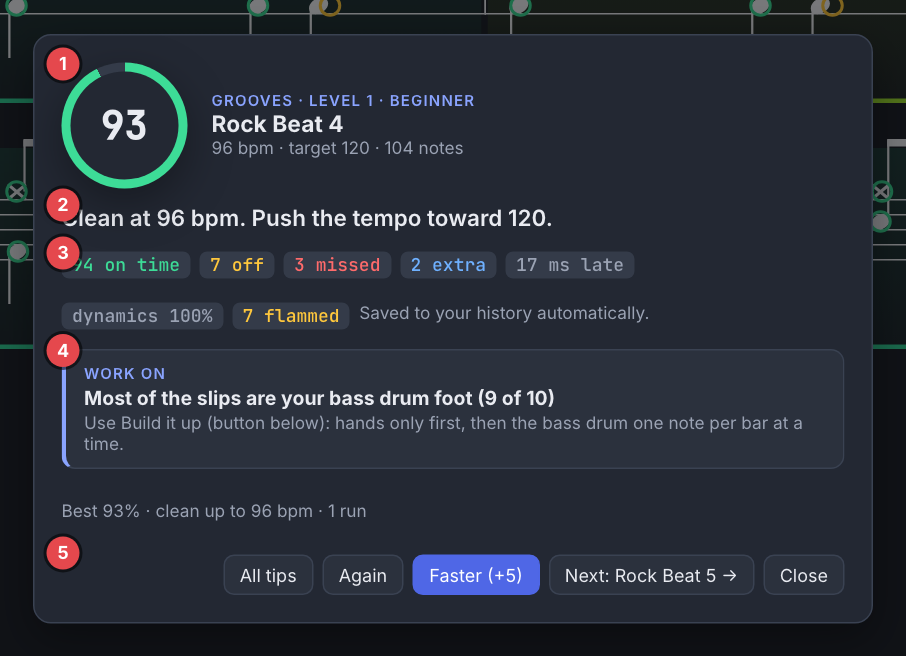 1
93
GROOVES · LEVEL 1 · BEGINNER
Rock Beat 4
96 bpm · target 120 · 104 notes
2
Clean at 96 bpm. Push the tempo toward 120.
3
94 on time 7 off 3 missed 2 extra 17 ms late
dynamics 100% 7 flammed Saved to your history automatically.
4
WORK ON
Most of the slips are your bass drum foot (9 of 10)
Use Build it up (button below): hands only first, then the bass drum one note per bar at a
time.
Best 93% · clean up to 96 bpm · 1 run
5
All tips Again Faster (+5) Next: Rock Beat 5 → Close